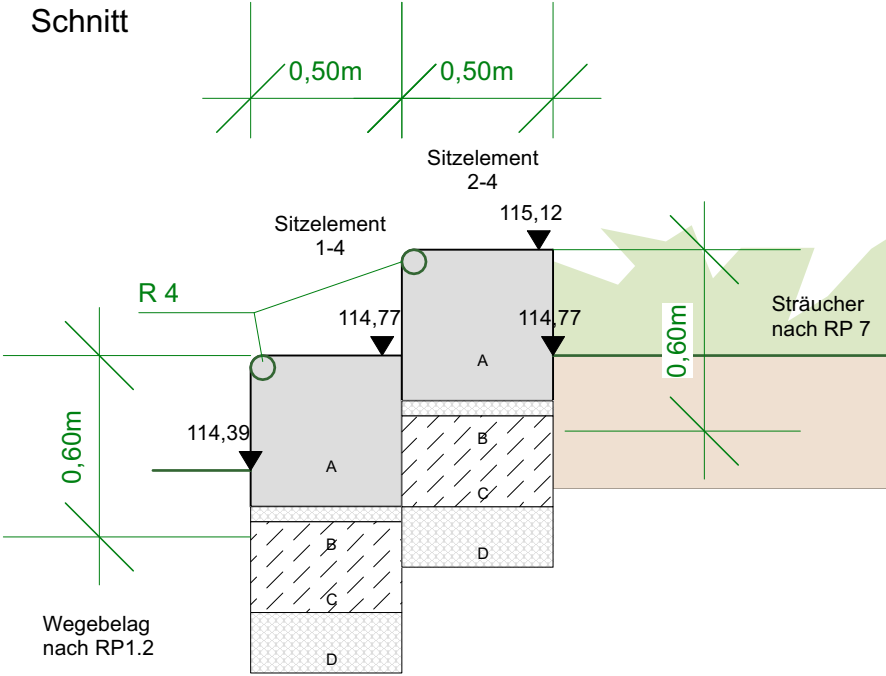 Schnitt
0,50m
0,50m
Sitzelement
2-4
115,12
Sitzelement
1-4
R 4
114,77
114,77
Sträucher
nach RP 7
0,60m
A
114,39
0,60m
A
B
C
B
D
C
Wegebelag
nach RP1.2
D